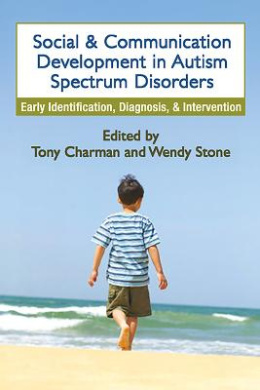 Social & Communication
Development in Autism
Spectrum Disorders
Early Identification, Diagnosis, & Intervention
Edited by
Tony Charman and Wendy Stone